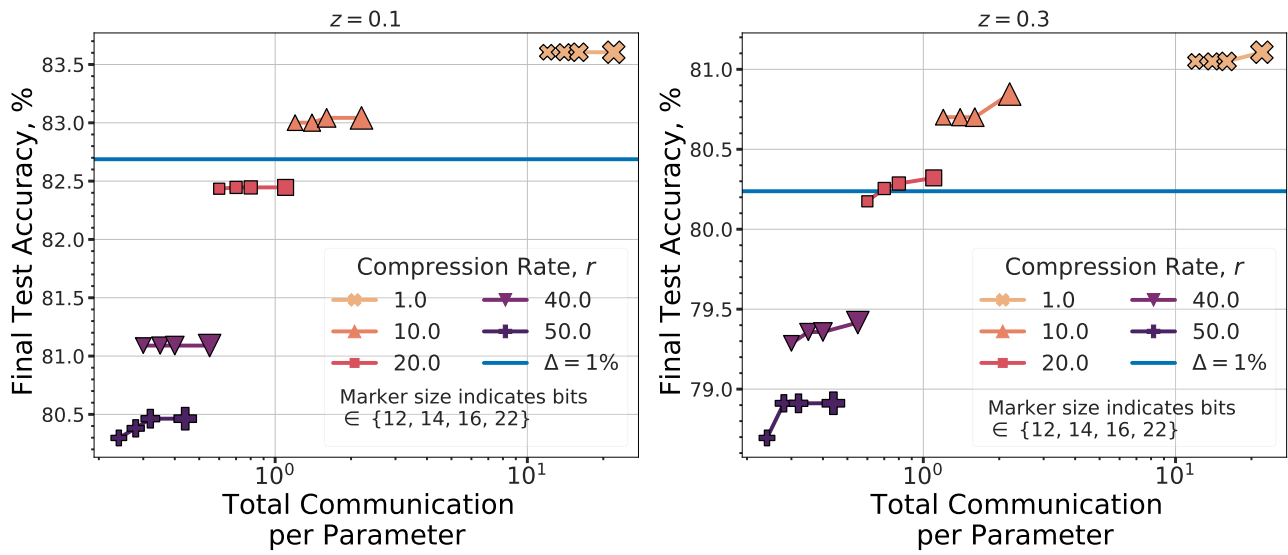 z = 0.1
83.5
83.0
82.5
82.0
81.5
81.0
80.5
Final Test Accuracy, %
10⁰
10¹
Total Communication
per Parameter
Compression Rate, r
1.0
10.0
20.0
40.0
50.0
Δ = 1%
Marker size indicates bits
∈ {12, 14, 16, 22}
z = 0.3
81.0
80.5
80.0
79.5
79.0
Final Test Accuracy, %
10⁰
10¹
Total Communication
per Parameter
Compression Rate, r
1.0
10.0
20.0
40.0
50.0
Δ = 1%
Marker size indicates bits
∈ {12, 14, 16, 22}